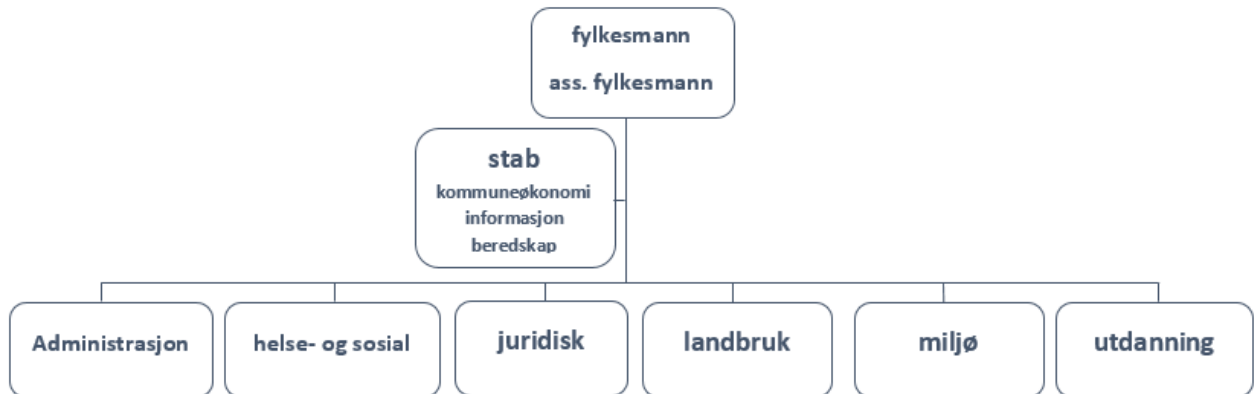 fylkesmann
ass. fylkesmann
stab
kommuneøkonomi
informasjon
beredskap
Administrasjon
helse- og sosial
juridisk
landbruk
miljø
utdanning